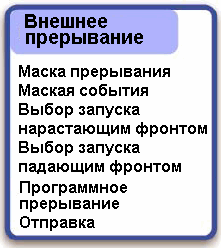 Внешнее
прерывание
Маска прерывания
Маская события
Выбор запуска
нарастающим фронтом
Выбор запуска
падающим фронтом
Программное
прерывание
Отправка